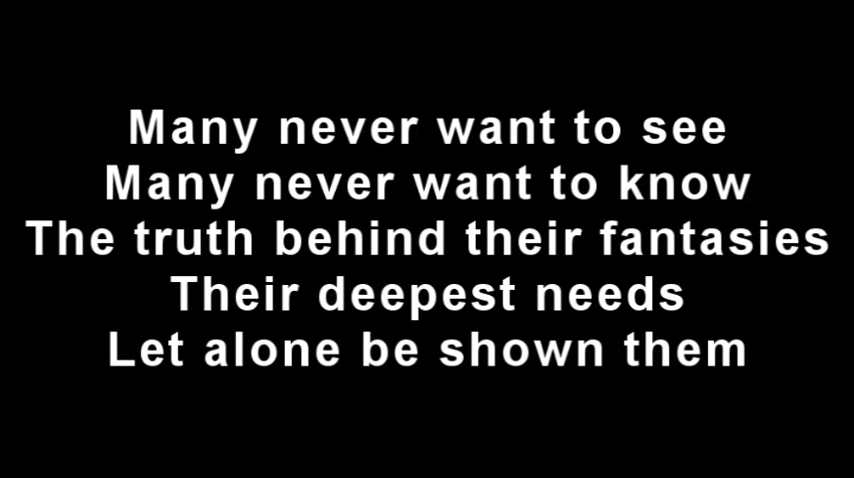 Many never want to see
Many never want to know
The truth behind their fantasies
Their deepest needs
Let alone be shown them